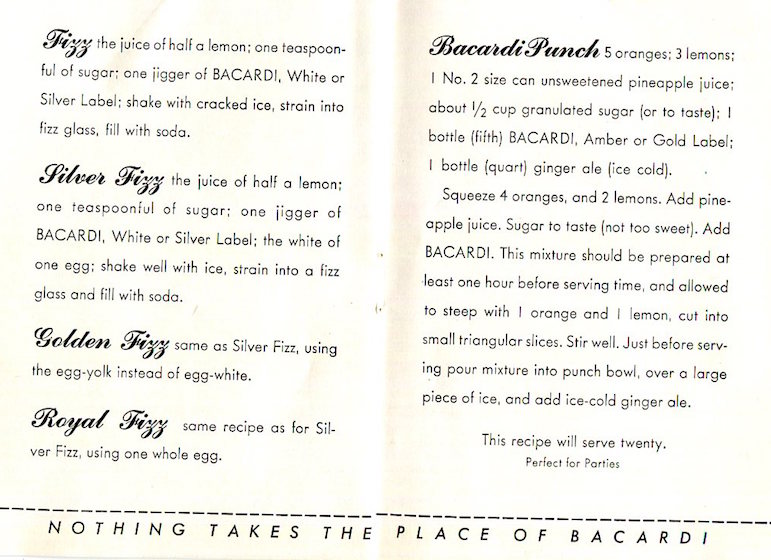 Fizz the juice of half a lemon; one teaspoon-
ful of sugar; one jigger of BACARDI, White or
Silver Label; shake with cracked ice, strain into
fizz glass, fill with soda.
Silver Fizz the juice of half a lemon;
one teaspoonful of sugar; one jigger of
BACARDI, White or Silver Label; the white of
one egg; shake well with ice, strain into a fizz
glass and fill with soda.
Golden Fizz same as Silver Fizz, using
the egg-yolk instead of egg-white.
Royal Fizz same recipe as for Sil-
ver Fizz, using one whole egg.
Bacardi Punch 5 oranges; 3 lemons;
1 No. 2 size can unsweetened pineapple juice;
about 1/2 cup granulated sugar (or to taste); 1
bottle (fifth) BACARDI, Amber or Gold Label;
1 bottle (quart) ginger ale (ice cold).
Squeeze 4 oranges, and 2 lemons. Add pine-
apple juice. Sugar to taste (not too sweet). Add
BACARDI. This mixture should be prepared at
least one hour before serving time, and allowed
to steep with 1 orange and 1 lemon, cut into
small triangular slices. Stir well. Just before serv-
ing pour mixture into punch bowl, over a large
piece of ice, and add ice-cold ginger ale.
This recipe will serve twenty.
Perfect for Parties
NOTHING TAKES THE PLACE OF BACARDI